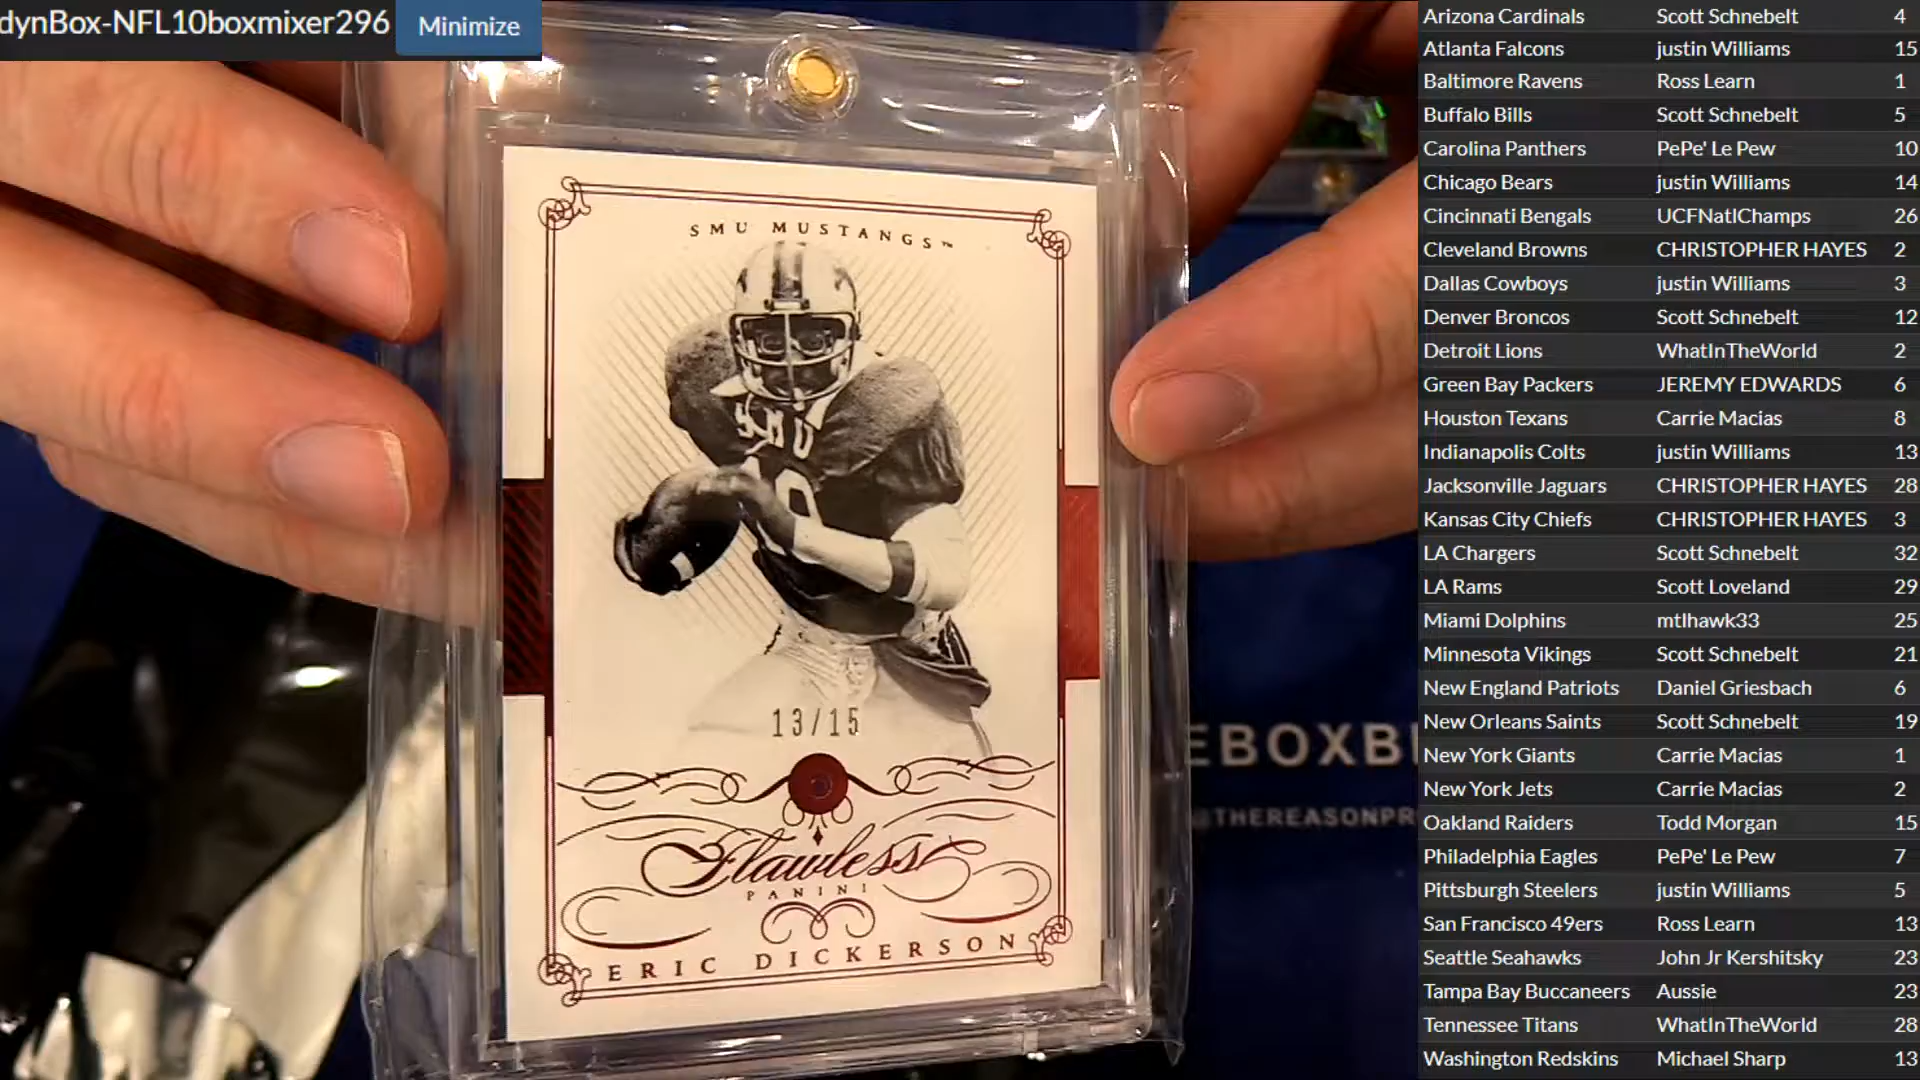 dynBox-NFL10boxmixer296
Minimize
SMU MUSTANGS™
SMU
13/15
Flawless
PANINI
ERIC DICKERSON
EBOXB
@THEREASONPR
Arizona Cardinals Scott Schnebelt 4
Atlanta Falcons justin Williams 15
Baltimore Ravens Ross Learn 1
Buffalo Bills Scott Schnebelt 5
Carolina Panthers PePe' Le Pew 10
Chicago Bears justin Williams 14
Cincinnati Bengals UCFNatlChamps 26
Cleveland Browns CHRISTOPHER HAYES 2
Dallas Cowboys justin Williams 3
Denver Broncos Scott Schnebelt 12
Detroit Lions WhatInTheWorld 2
Green Bay Packers JEREMY EDWARDS 6
Houston Texans Carrie Macias 8
Indianapolis Colts justin Williams 13
Jacksonville Jaguars CHRISTOPHER HAYES 28
Kansas City Chiefs CHRISTOPHER HAYES 3
LA Chargers Scott Schnebelt 32
LA Rams Scott Loveland 29
Miami Dolphins mtlhawk33 25
Minnesota Vikings Scott Schnebelt 21
New England Patriots Daniel Griesbach 6
New Orleans Saints Scott Schnebelt 19
New York Giants Carrie Macias 1
New York Jets Carrie Macias 2
Oakland Raiders Todd Morgan 15
Philadelphia Eagles PePe' Le Pew 7
Pittsburgh Steelers justin Williams 5
San Francisco 49ers Ross Learn 13
Seattle Seahawks John Jr Kershitsky 23
Tampa Bay Buccaneers Aussie 23
Tennessee Titans WhatInTheWorld 28
Washington Redskins Michael Sharp 13